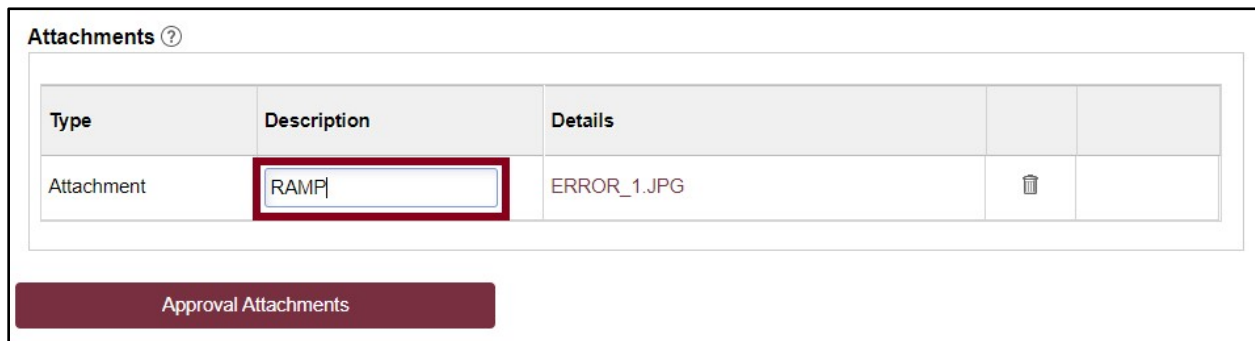 Attachments ?
Type Description Details
Attachment RAMP ERROR_1.JPG
Approval Attachments